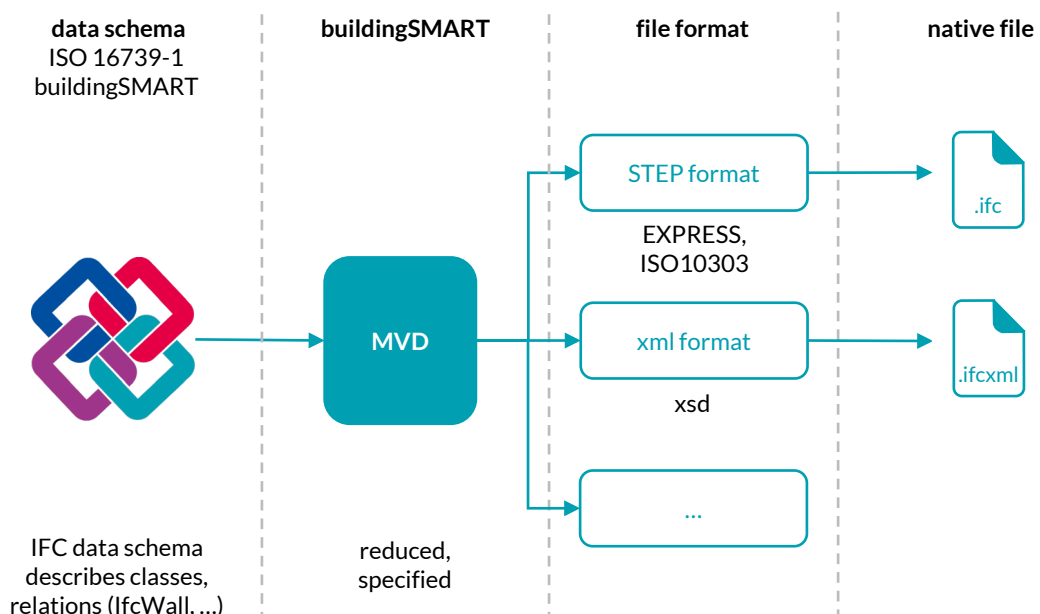 data schema
ISO 16739-1
buildingSMART
buildingSMART
file format
native file
STEP format
.ifc
EXPRESS,
ISO10303
MVD
xml format
.ifcxml
xsd
...
IFC data schema
describes classes,
relations (IfcWall, ...)
reduced,
specified